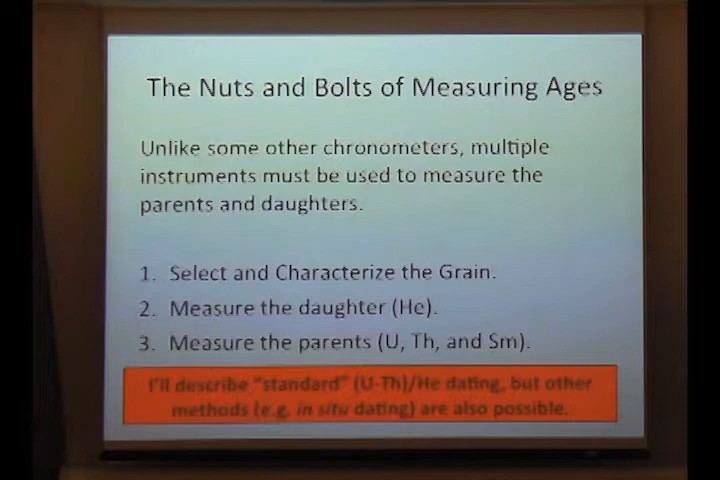 The Nuts and Bolts of Measuring Ages
Unlike some other chronometers, multiple
instruments must be used to measure the
parents and daughters.
1. Select and Characterize the Grain.
2. Measure the daughter (He).
3. Measure the parents (U, Th, and Sm).
I'll describe "standard" (U-Th)/He dating, but other
methods (e.g. in situ dating) are also possible.